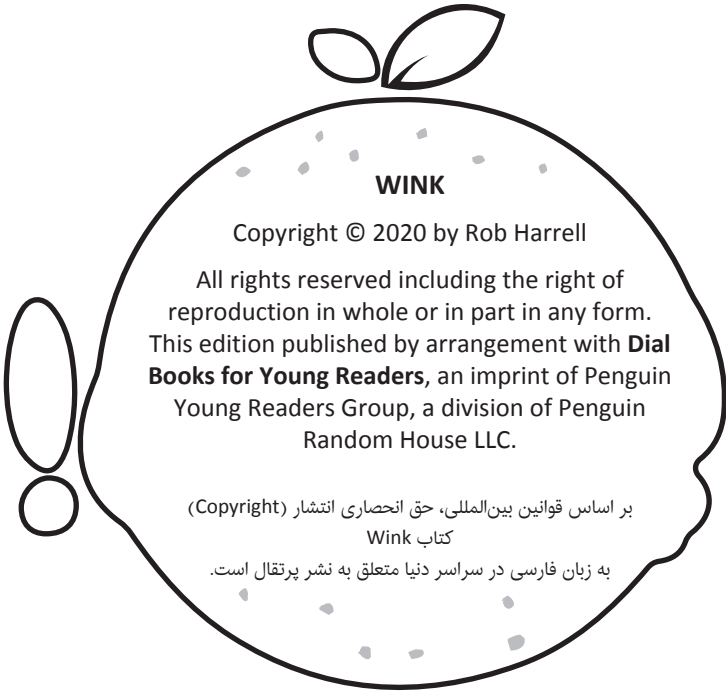 WINK
Copyright © 2020 by Rob Harrell
All rights reserved including the right of
reproduction in whole or in part in any form.
This edition published by arrangement with Dial
Books for Young Readers, an imprint of Penguin
Young Readers Group, a division of Penguin
Random House LLC.
بر اساس قوانین بین‌المللی، حق انحصاری انتشار (Copyright)
کتاب Wink
به زبان فارسی در سراسر دنیا متعلق به نشر پرتقال است.